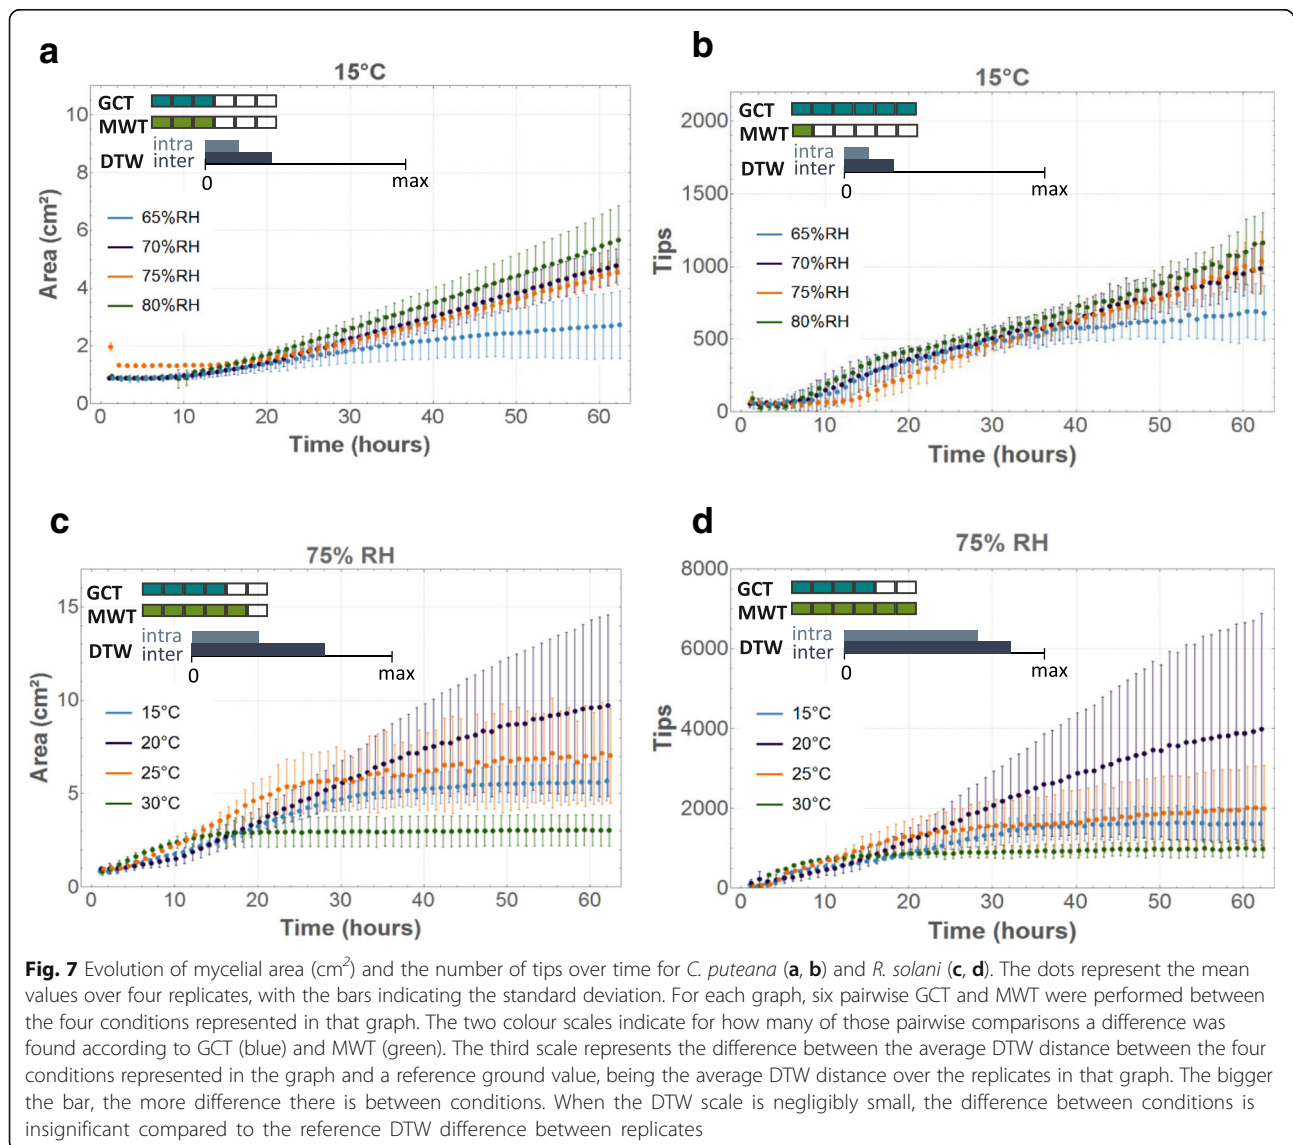 a
15°C
GCT
MWT
DTW
intra
inter
0
max
65%RH
70%RH
75%RH
80%RH
Area (cm²)
10
8
6
4
2
0
0 10 20 30 40 50 60
Time (hours)
b
15°C
GCT
MWT
DTW
intra
inter
0
max
65%RH
70%RH
75%RH
80%RH
Tips
2000
1500
1000
500
0
0 10 20 30 40 50 60
Time (hours)
c
75% RH
GCT
MWT
DTW
intra
inter
0
max
15°C
20°C
25°C
30°C
Area (cm²)
15
10
5
0
0 10 20 30 40 50 60
Time (hours)
d
75% RH
GCT
MWT
DTW
intra
inter
0
max
15°C
20°C
25°C
30°C
Tips
8000
6000
4000
2000
0
0 10 20 30 40 50 60
Time (hours)
Fig. 7 Evolution of mycelial area (cm²) and the number of tips over time for C. puteana (a, b) and R. solani (c, d). The dots represent the mean
values over four replicates, with the bars indicating the standard deviation. For each graph, six pairwise GCT and MWT were performed between
the four conditions represented in that graph. The two colour scales indicate for how many of those pairwise comparisons a difference was
found according to GCT (blue) and MWT (green). The third scale represents the difference between the average DTW distance between the four
conditions represented in the graph and a reference ground value, being the average DTW distance over the replicates in that graph. The bigger
the bar, the more difference there is between conditions. When the DTW scale is negligibly small, the difference between conditions is
insignificant compared to the reference DTW difference between replicates